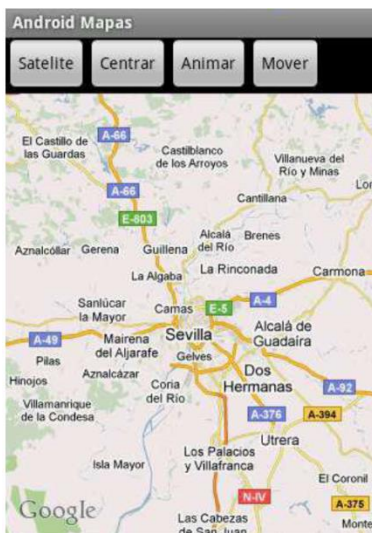 Android Mapas
Satelite
Centrar
Animar
Mover
A-66
El Castillo de
las Guardas
Castilblanco
de los Arroyos
Villanueva del
Río y Minas
A-66
Cantillana
E-803
Alcalá
del Río
Brenes
Aznalcóllar
Gerena
Guillena
La Algaba
La Rinconada
Carmona
Sanlúcar
la Mayor
Camas
E-5
A-4
A-49
Mairena
del Aljarafe
Sevilla
Alcalá de
Guadaíra
Pilas
Gelves
Hinojos
Aznalcázar
Coria
del Río
Dos
Hermanas
A-92
Villamanrique
de la Condesa
A-376
A-394
Utrera
Los Palacios
y Villafranca
Isla Mayor
El Coronil
N-IV
A-375
Google
Las Cabezas
de San Juan